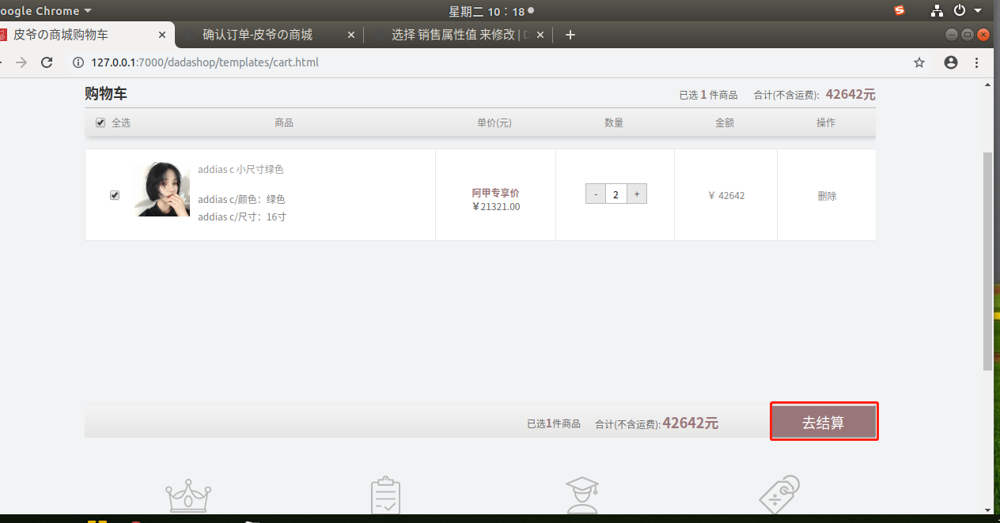 oogle Chrome
星期二 10：18
皮爷の商城购物车
确认订单-皮爷の商城
选择 销售属性值 来修改 | D
127.0.0.1:7000/dadashop/templates/cart.html
购物车
已选 1 件商品 合计(不含运费): 42642元
全选 商品 单价(元) 数量 金额 操作
addias c 小尺寸绿色
addias c/颜色：绿色
addias c/尺寸：16寸
阿甲专享价
￥21321.00
- 2 +
￥ 42642
删除
已选1件商品 合计(不含运费):42642元
去结算